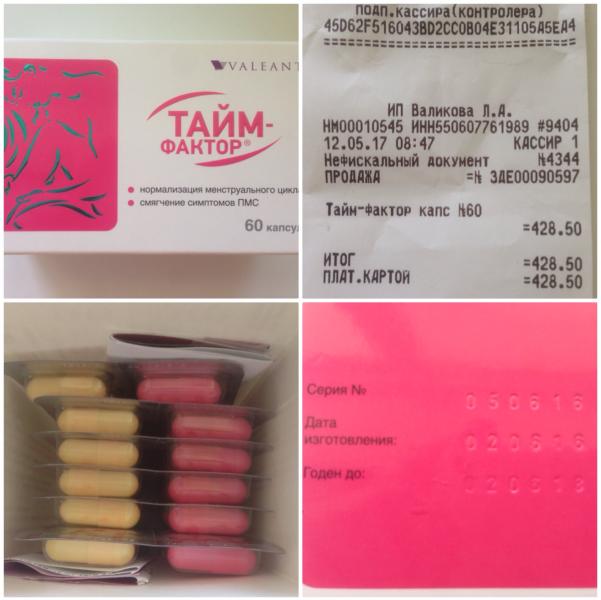 VALEANT
ТАЙМ-
ФАКТОР®
• нормализация менструального цикла
• смягчение симптомов ПМС
60 капсул
ПОДП.КАССИРА(КОНТРОЛЕРА)
45D62F516043BD2CC0B04E31105A5EA4
ИП Валикова Л.Д.
НМ00010545 ИНН550607761989 #9404
12.05.17 08:47 КАССИР 1
Нефискальный документ №4344
ПРОДАЖА =№ ЗДЕ00090597
Тайм-фактор капс №60
=428.50
ИТОГ =428.50
ПЛАТ.КАРТОЙ =428.50
Серия № 050616
Дата
изготовления: 020616
Годен до: 020618